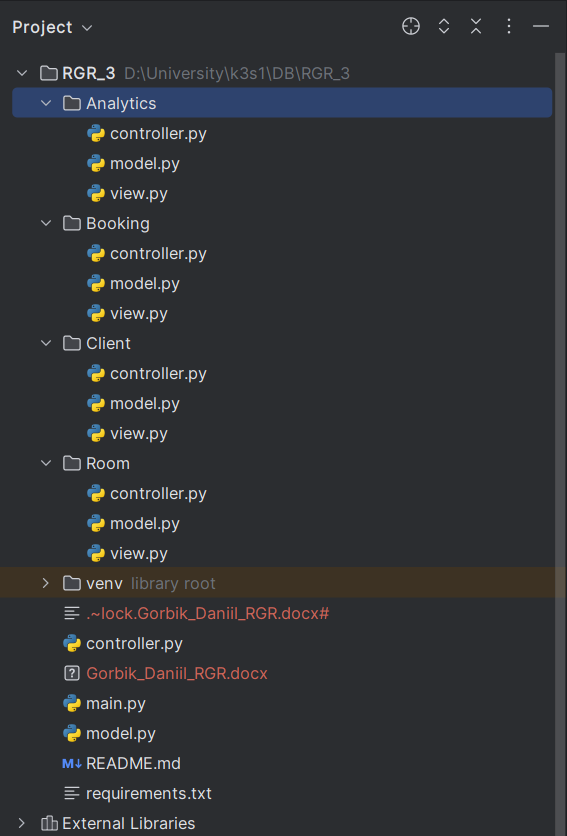 Project
RGR_3 D:\University\k3s1\DB\RGR_3
Analytics
controller.py
model.py
view.py
Booking
controller.py
model.py
view.py
Client
controller.py
model.py
view.py
Room
controller.py
model.py
view.py
venv library root
.~lock.Gorbik_Daniil_RGR.docx#
controller.py
? Gorbik_Daniil_RGR.docx
main.py
model.py
M↓ README.md
requirements.txt
External Libraries